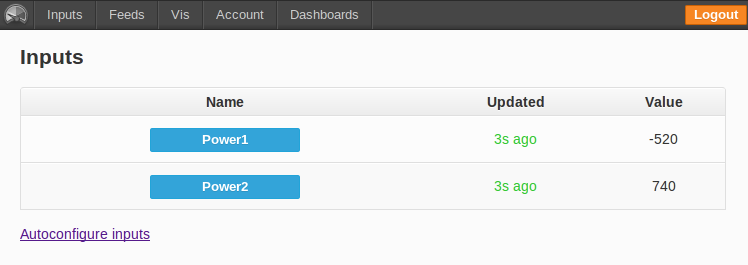 Inputs Feeds Vis Account Dashboards Logout
Inputs
Name Updated Value
Power1 3s ago -520
Power2 3s ago 740
Autoconfigure inputs